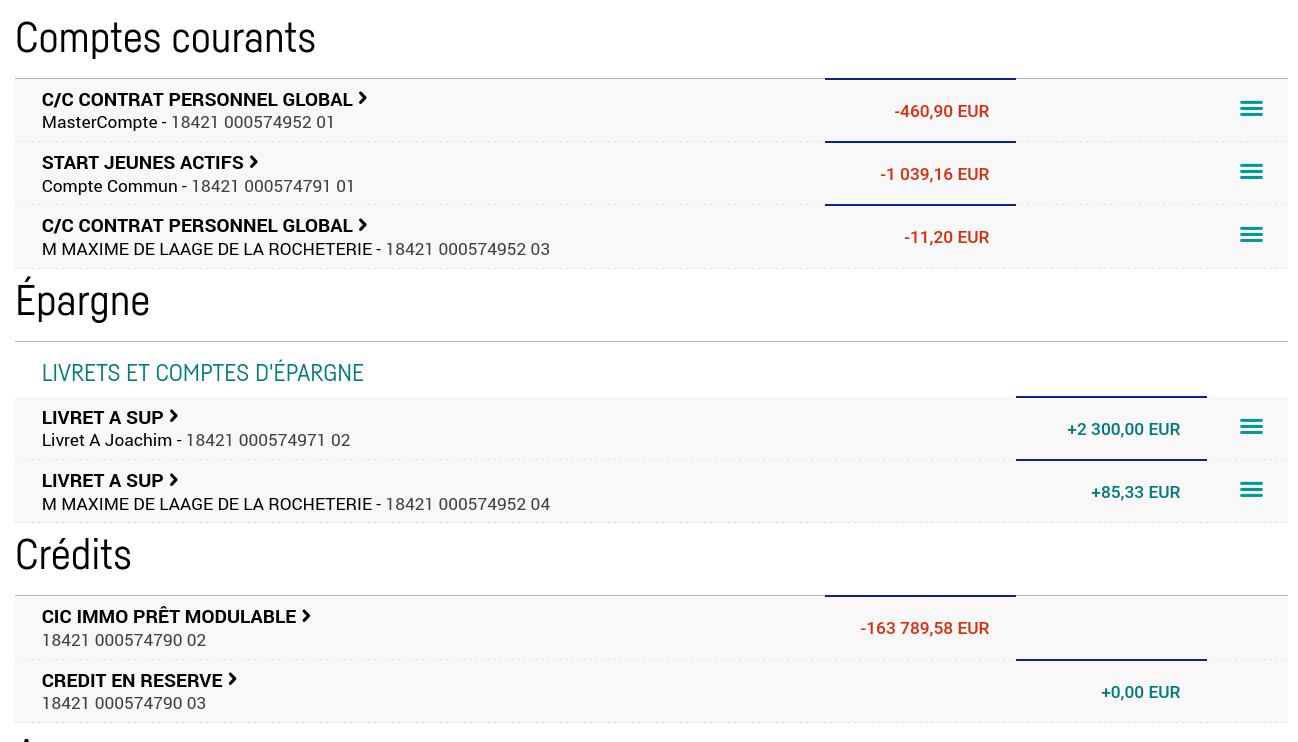 Comptes courants
C/C CONTRAT PERSONNEL GLOBAL
MasterCompte - 18421 000574952 01
-460,90 EUR
START JEUNES ACTIFS
Compte Commun - 18421 000574791 01
-1 039,16 EUR
C/C CONTRAT PERSONNEL GLOBAL
M MAXIME DE LAAGE DE LA ROCHETERIE - 18421 000574952 03
-11,20 EUR
Épargne
LIVRETS ET COMPTES D'ÉPARGNE
LIVRET A SUP
Livret A Joachim - 18421 000574971 02
+2 300,00 EUR
LIVRET A SUP
M MAXIME DE LAAGE DE LA ROCHETERIE - 18421 000574952 04
+85,33 EUR
Crédits
CIC IMMO PRÊT MODULABLE
18421 000574790 02
-163 789,58 EUR
CREDIT EN RESERVE
18421 000574790 03
+0,00 EUR